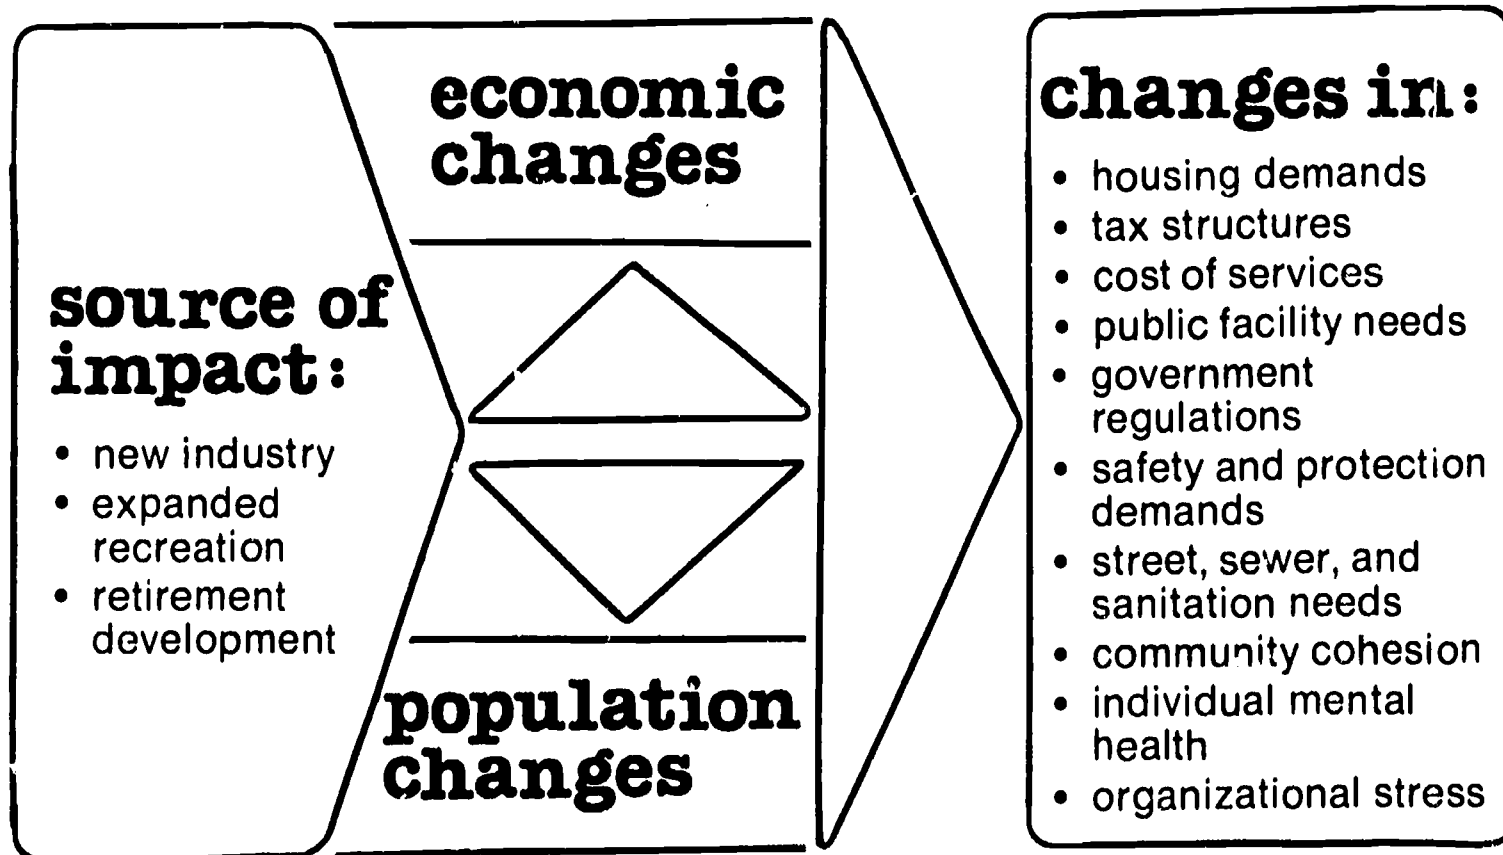 source of
impact:
• new industry
• expanded
recreation
• retirement
development
economic
changes
population
changes
changes in:
• housing demands
• tax structures
• cost of services
• public facility needs
• government
regulations
• safety and protection
demands
• street, sewer, and
sanitation needs
• community cohesion
• individual mental
health
• organizational stress